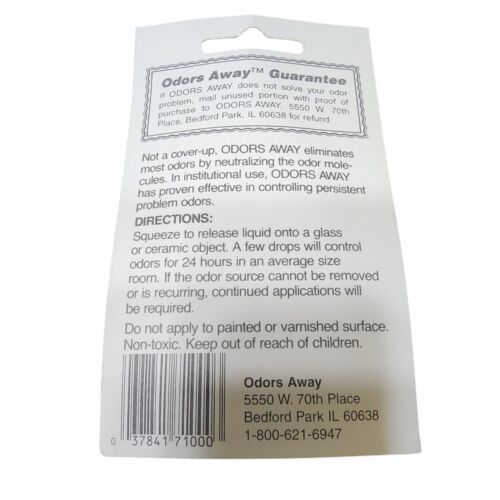 Odors Away™ Guarantee
If ODORS AWAY does not solve your odor
problem, mail unused portion with proof of
purchase to ODORS AWAY, 5550 W. 70th
Place, Bedford Park, IL 60638 for refund.
Not a cover-up, ODORS AWAY eliminates
most odors by neutralizing the odor mole-
cules. In institutional use, ODORS AWAY
has proven effective in controlling persistent
problem odors.
DIRECTIONS:
Squeeze to release liquid onto a glass
or ceramic object. A few drops will control
odors for 24 hours in an average size
room. If the odor source cannot be removed
or is recurring, continued applications will
be required.
Do not apply to painted or varnished surface.
Non-toxic. Keep out of reach of children.
Odors Away
5550 W. 70th Place
Bedford Park IL 60638
1-800-621-6947
0 37841 71000